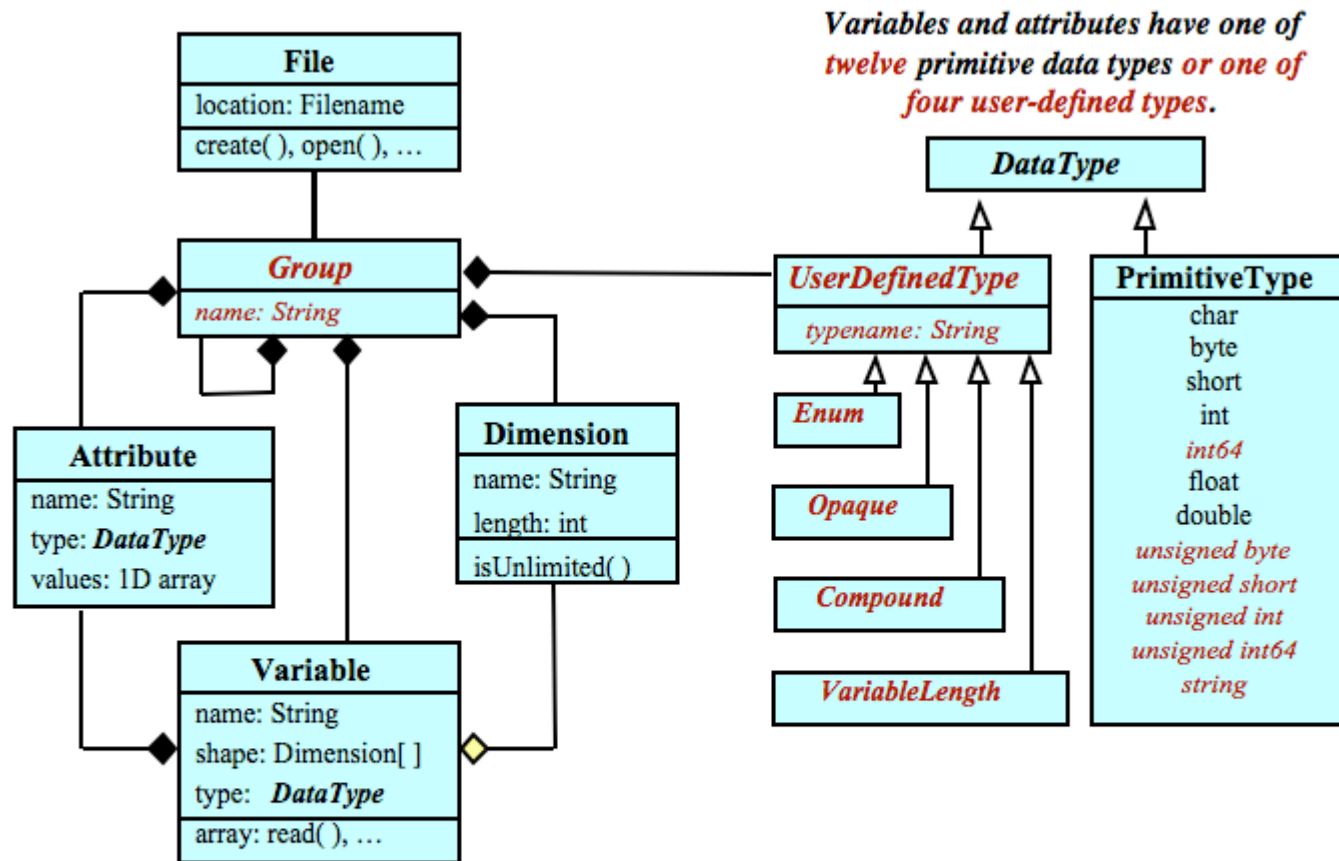 Variables and attributes have one of
twelve primitive data types or one of
four user-defined types.
File
location: Filename
create( ), open( ), …
Group
name: String
Attribute
name: String
type: DataType
values: 1D array
Dimension
name: String
length: int
isUnlimited( )
Variable
name: String
shape: Dimension[ ]
type: DataType
array: read( ), …
DataType
UserDefinedType
typename: String
Enum
Opaque
Compound
VariableLength
PrimitiveType
char
byte
short
int
int64
float
double
unsigned byte
unsigned short
unsigned int
unsigned int64
string